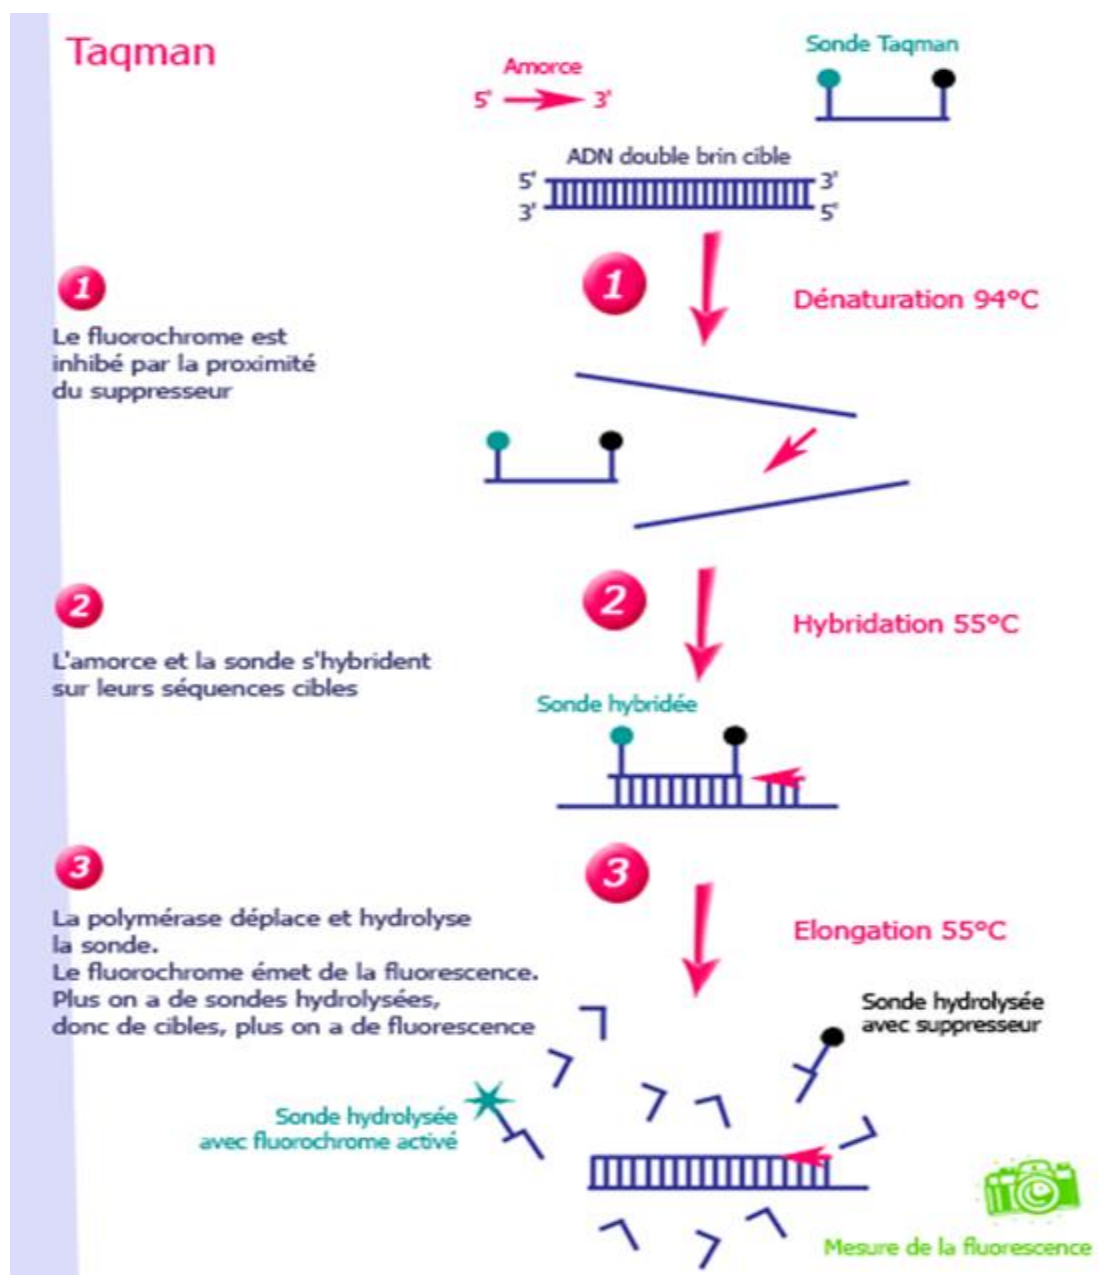 Taqman
Sonde Taqman
Amorce
5' 3'
ADN double brin cible
5' 3'
3' 5'
1
Le fluorochrome est
inhibé par la proximité
du suppresseur
1
Dénaturation 94°C
2
L'amorce et la sonde s'hybrident
sur leurs séquences cibles
2
Hybridation 55°C
Sonde hybridée
3
La polymérase déplace et hydrolyse
la sonde.
Le fluorochrome émet de la fluorescence.
Plus on a de sondes hydrolysées,
donc de cibles, plus on a de fluorescence
3
Elongation 55°C
Sonde hydrolysée
avec suppresseur
Sonde hydrolysée
avec fluorochrome activé
Mesure de la fluorescence